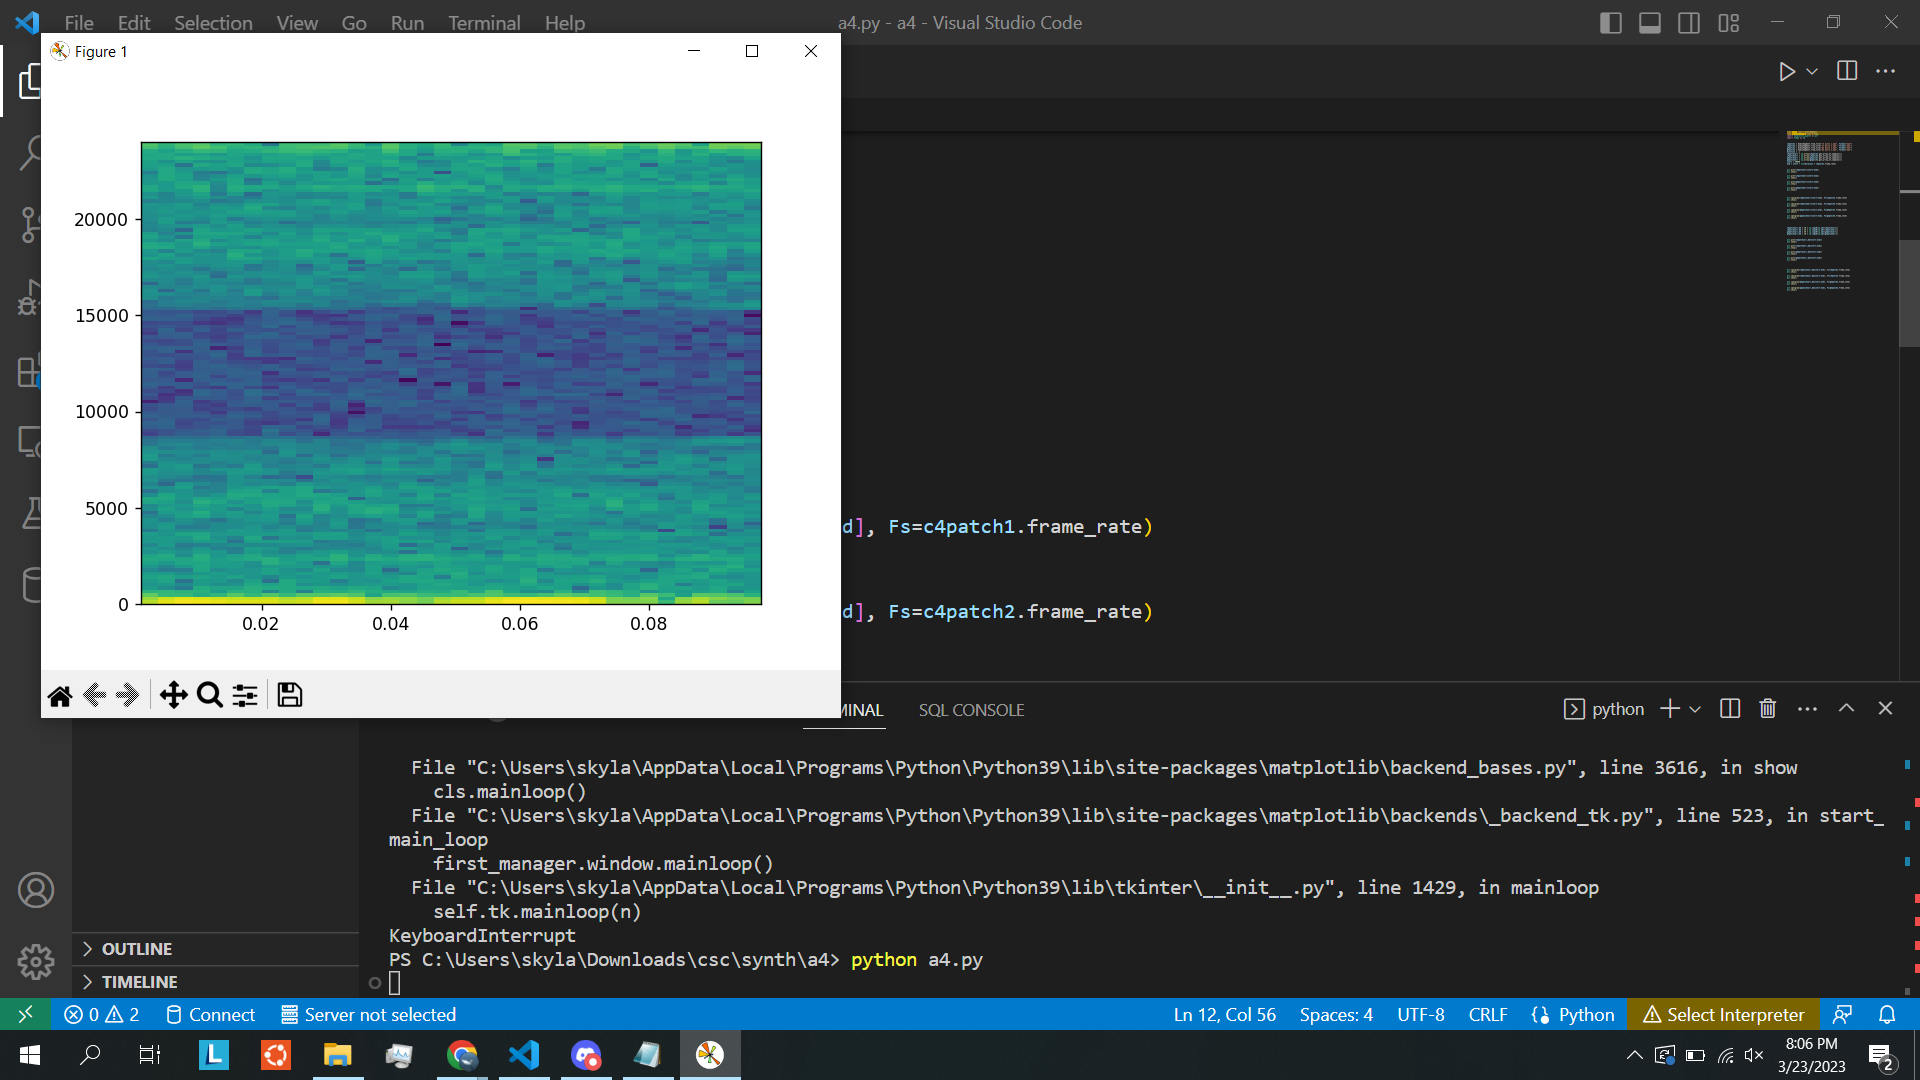 File Edit Selection View Go Run Terminal Help
a4.py - a4 - Visual Studio Code
Figure 1
20000
15000
10000
5000
0
0.02 0.04 0.06 0.08
d], Fs=c4patch1.frame_rate)
d], Fs=c4patch2.frame_rate)
MINAL SQL CONSOLE
python
File "C:\Users\skyla\AppData\Local\Programs\Python\Python39\lib\site-packages\matplotlib\backend_bases.py", line 3616, in show
cls.mainloop()
File "C:\Users\skyla\AppData\Local\Programs\Python\Python39\lib\site-packages\matplotlib\backends\_backend_tk.py", line 523, in start_
main_loop
first_manager.window.mainloop()
File "C:\Users\skyla\AppData\Local\Programs\Python\Python39\lib\tkinter\__init__.py", line 1429, in mainloop
self.tk.mainloop(n)
KeyboardInterrupt
PS C:\Users\skyla\Downloads\csc\synth\a4> python a4.py
OUTLINE
TIMELINE
0 2 Connect Server not selected
Ln 12, Col 56 Spaces: 4 UTF-8 CRLF Python Select Interpreter
L
8:06 PM
3/23/2023
2